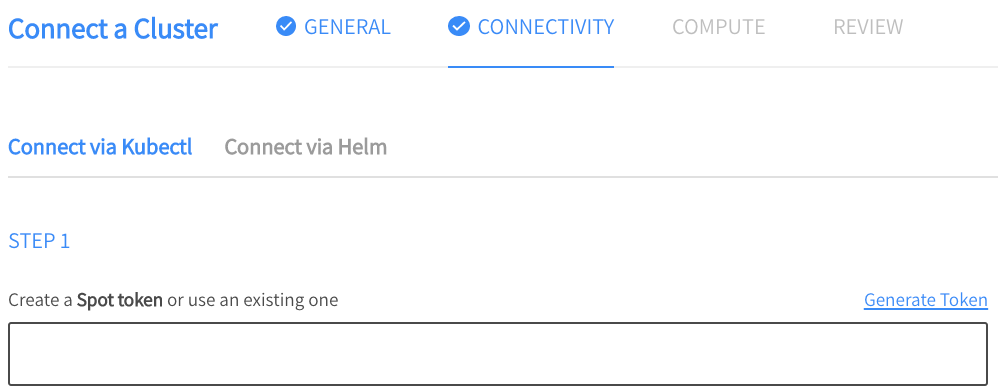 Connect a Cluster GENERAL CONNECTIVITY COMPUTE REVIEW
Connect via Kubectl Connect via Helm
STEP 1
Create a Spot token or use an existing one Generate Token